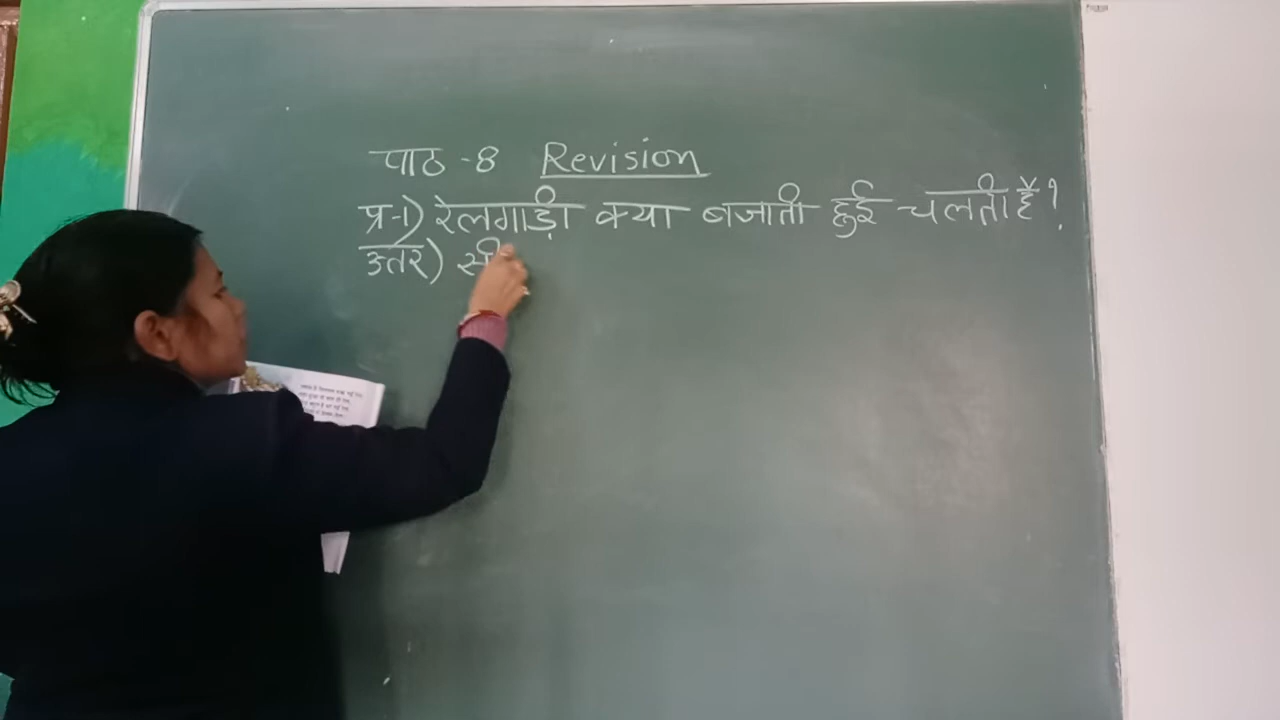 पाठ -8 Revision
प्र-1) रेलगाड़ी क्या बजाती हुई चलती है?
उत्तर) सी